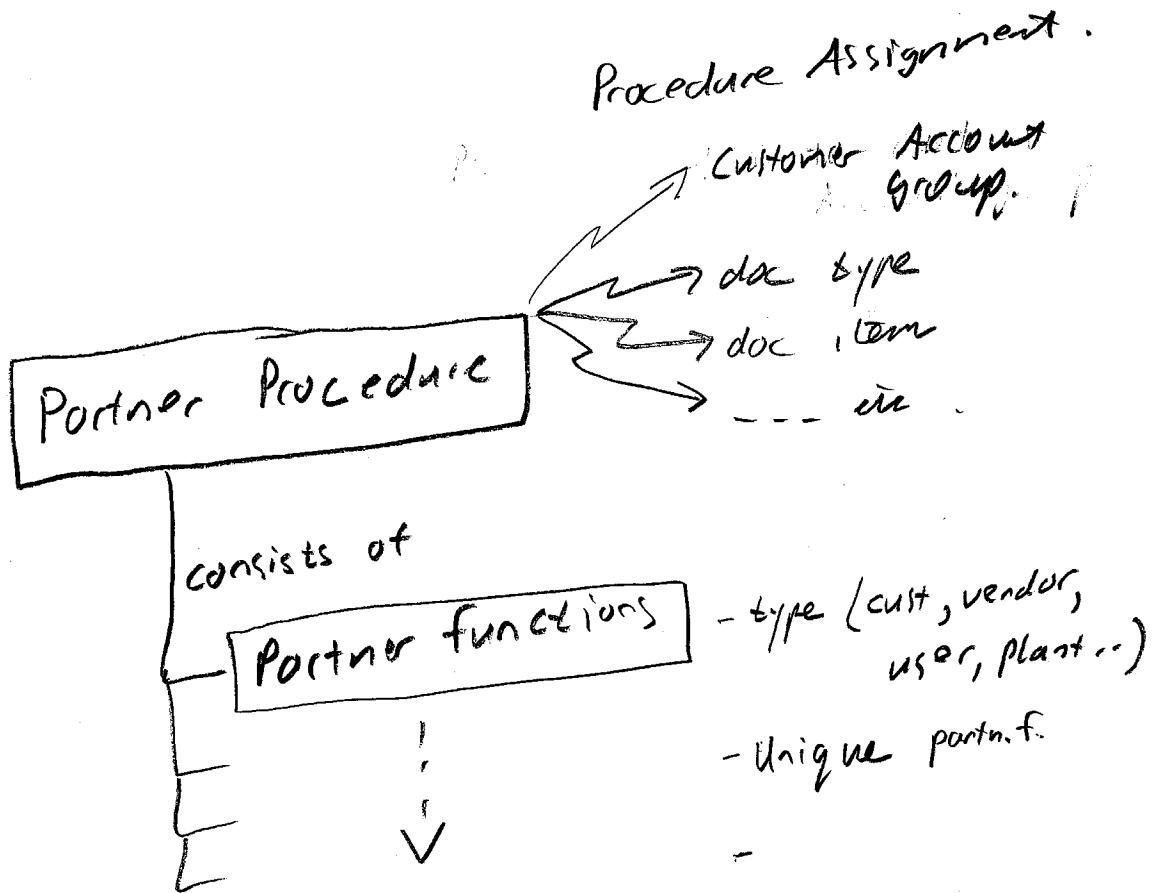 Procedure Assignment.
Customer Account
group.
doc type
doc item
--- etc.
Partner Procedure
consists of
Partner functions
- type (cust, vendor,
user, plant..)
- Unique partn.f.
-